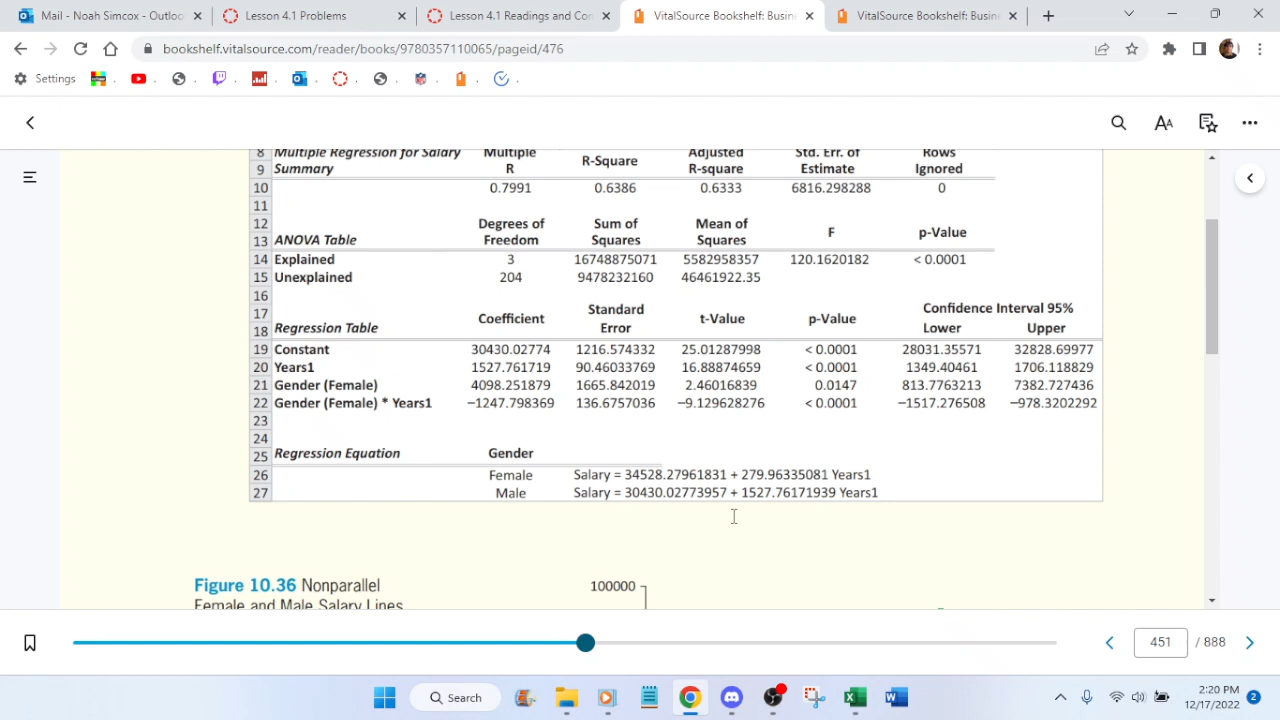 Mail - Noah Simcox - Outloo
Lesson 4.1 Problems
Lesson 4.1 Readings and Con
VitalSource Bookshelf: Busin
VitalSource Bookshelf: Busine
bookshelf.vitalsource.com/reader/books/9780357110065/pageid/476
Settings
8 Multiple Regression for Salary Multiple R-Square Adjusted Std. Err. of Rows
9 Summary R R-square Estimate Ignored
10 0.7991 0.6386 0.6333 6816.298288 0
11
12 Degrees of Sum of Mean of F p-Value
13 ANOVA Table Freedom Squares Squares
14 Explained 3 16748875071 5582958357 120.1620182 < 0.0001
15 Unexplained 204 9478232160 46461922.35
16
17 Coefficient Standard t-Value p-Value Confidence Interval 95%
18 Regression Table Error Lower Upper
19 Constant 30430.02774 1216.574332 25.01287998 < 0.0001 28031.35571 32828.69977
20 Years1 1527.761719 90.46033769 16.88874659 < 0.0001 1349.40461 1706.118829
21 Gender (Female) 4098.251879 1665.842019 2.46016839 0.0147 813.7763213 7382.727436
22 Gender (Female) * Years1 −1247.798369 136.6757036 −9.129628276 < 0.0001 −1517.276508 −978.3202292
23
24
25 Regression Equation Gender
26 Female Salary = 34528.27961831 + 279.96335081 Years1
27 Male Salary = 30430.02773957 + 1527.76171939 Years1
Figure 10.36 Nonparallel
Female and Male Salary Lines
100000
451 / 888
Search
2:20 PM
12/17/2022
2